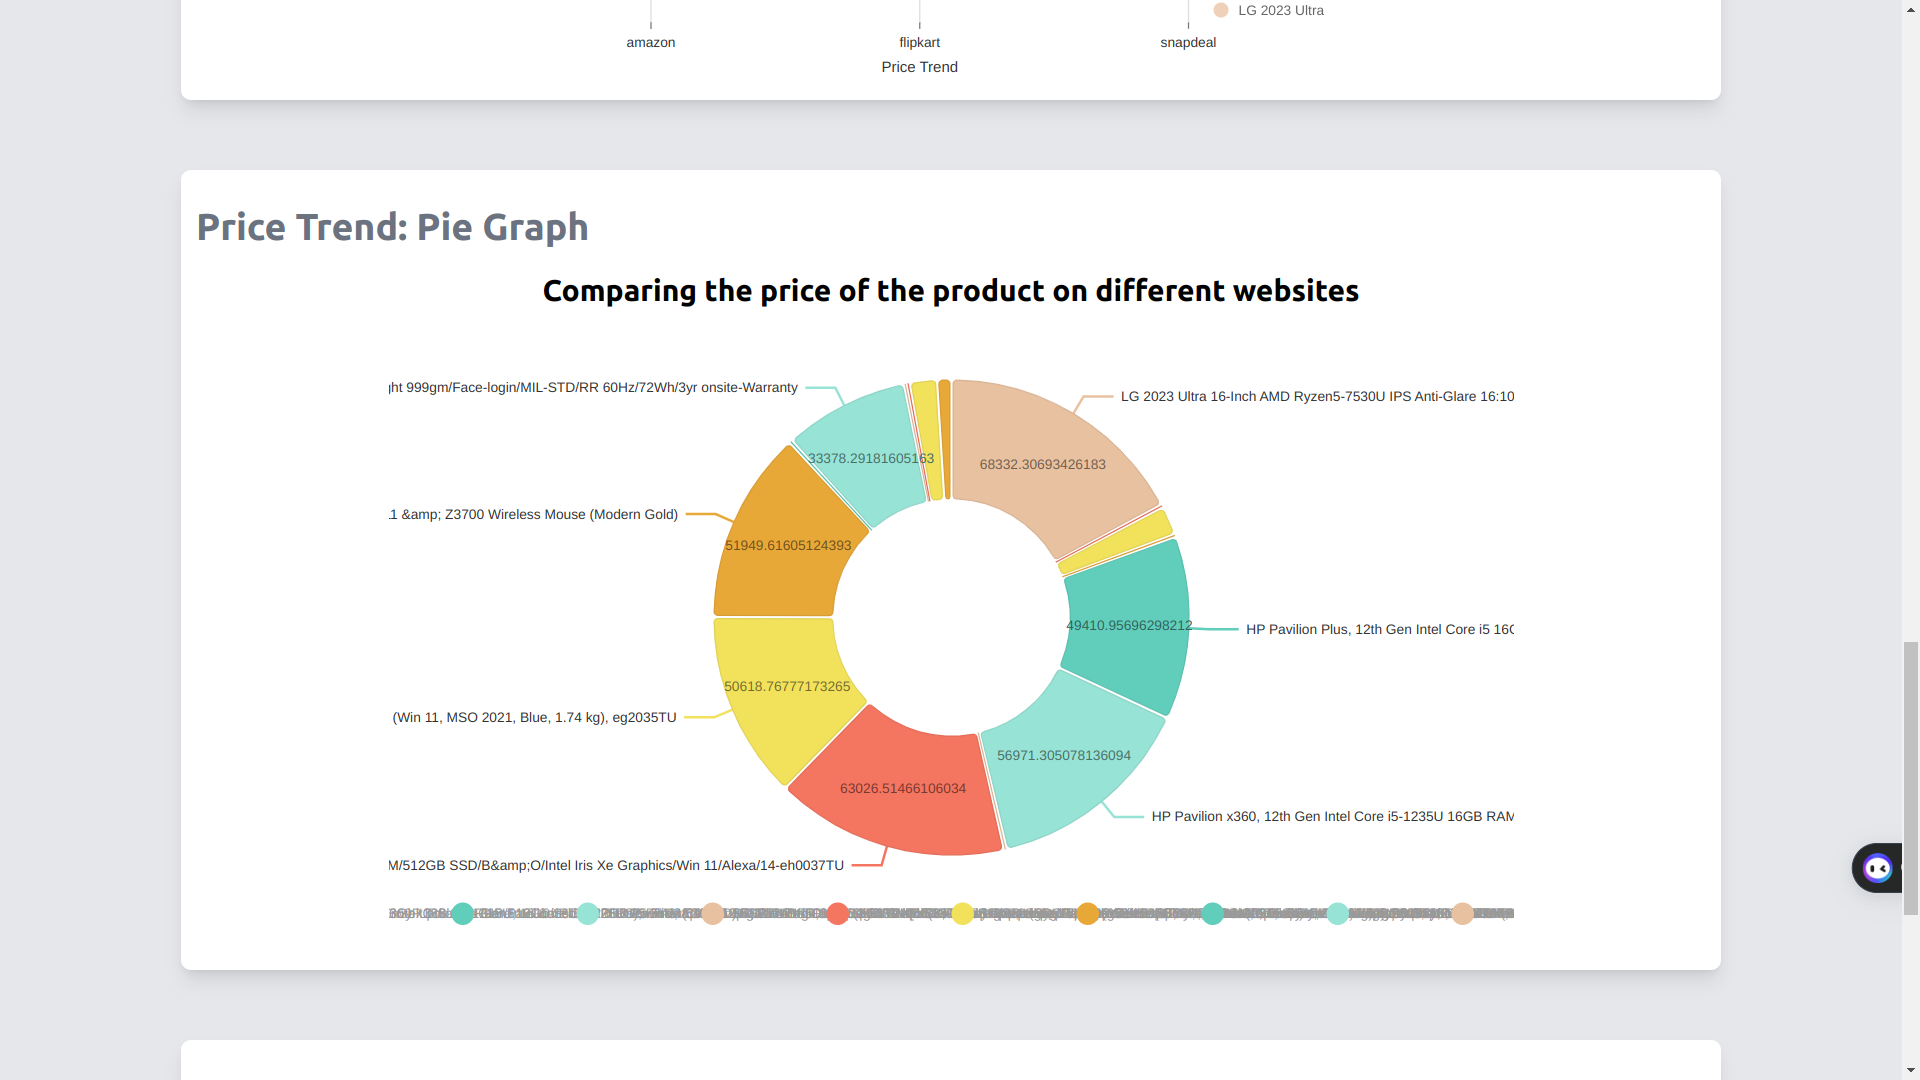 LG 2023 Ultra
amazon
flipkart
snapdeal
Price Trend
Price Trend: Pie Graph
Comparing the price of the product on different websites
999gm/Face-login/MIL-STD/RR 60Hz/72Wh/3yr onsite-Warranty
LG 2023 Ultra 16-Inch AMD Ryzen5-7530U IPS Anti-Glare 16:10
33378.29181605163
68332.30693426183
&amp; Z3700 Wireless Mouse (Modern Gold)
51949.61605124393
49410.95696298212
HP Pavilion Plus, 12th Gen Intel Core i5
50618.76777173265
(Win 11, MSO 2021, Blue, 1.74 kg), eg2035TU
56971.305078136094
63026.51466106034
HP Pavilion x360, 12th Gen Intel Core i5-1235U 16GB RAM
M/512GB SSD/B&amp;O/Intel Iris Xe Graphics/Win 11/Alexa/14-eh0037TU